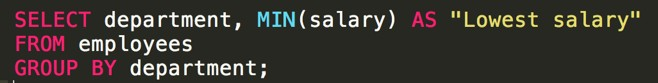 SELECT department, MIN(salary) AS "Lowest salary"
FROM employees
GROUP BY department;